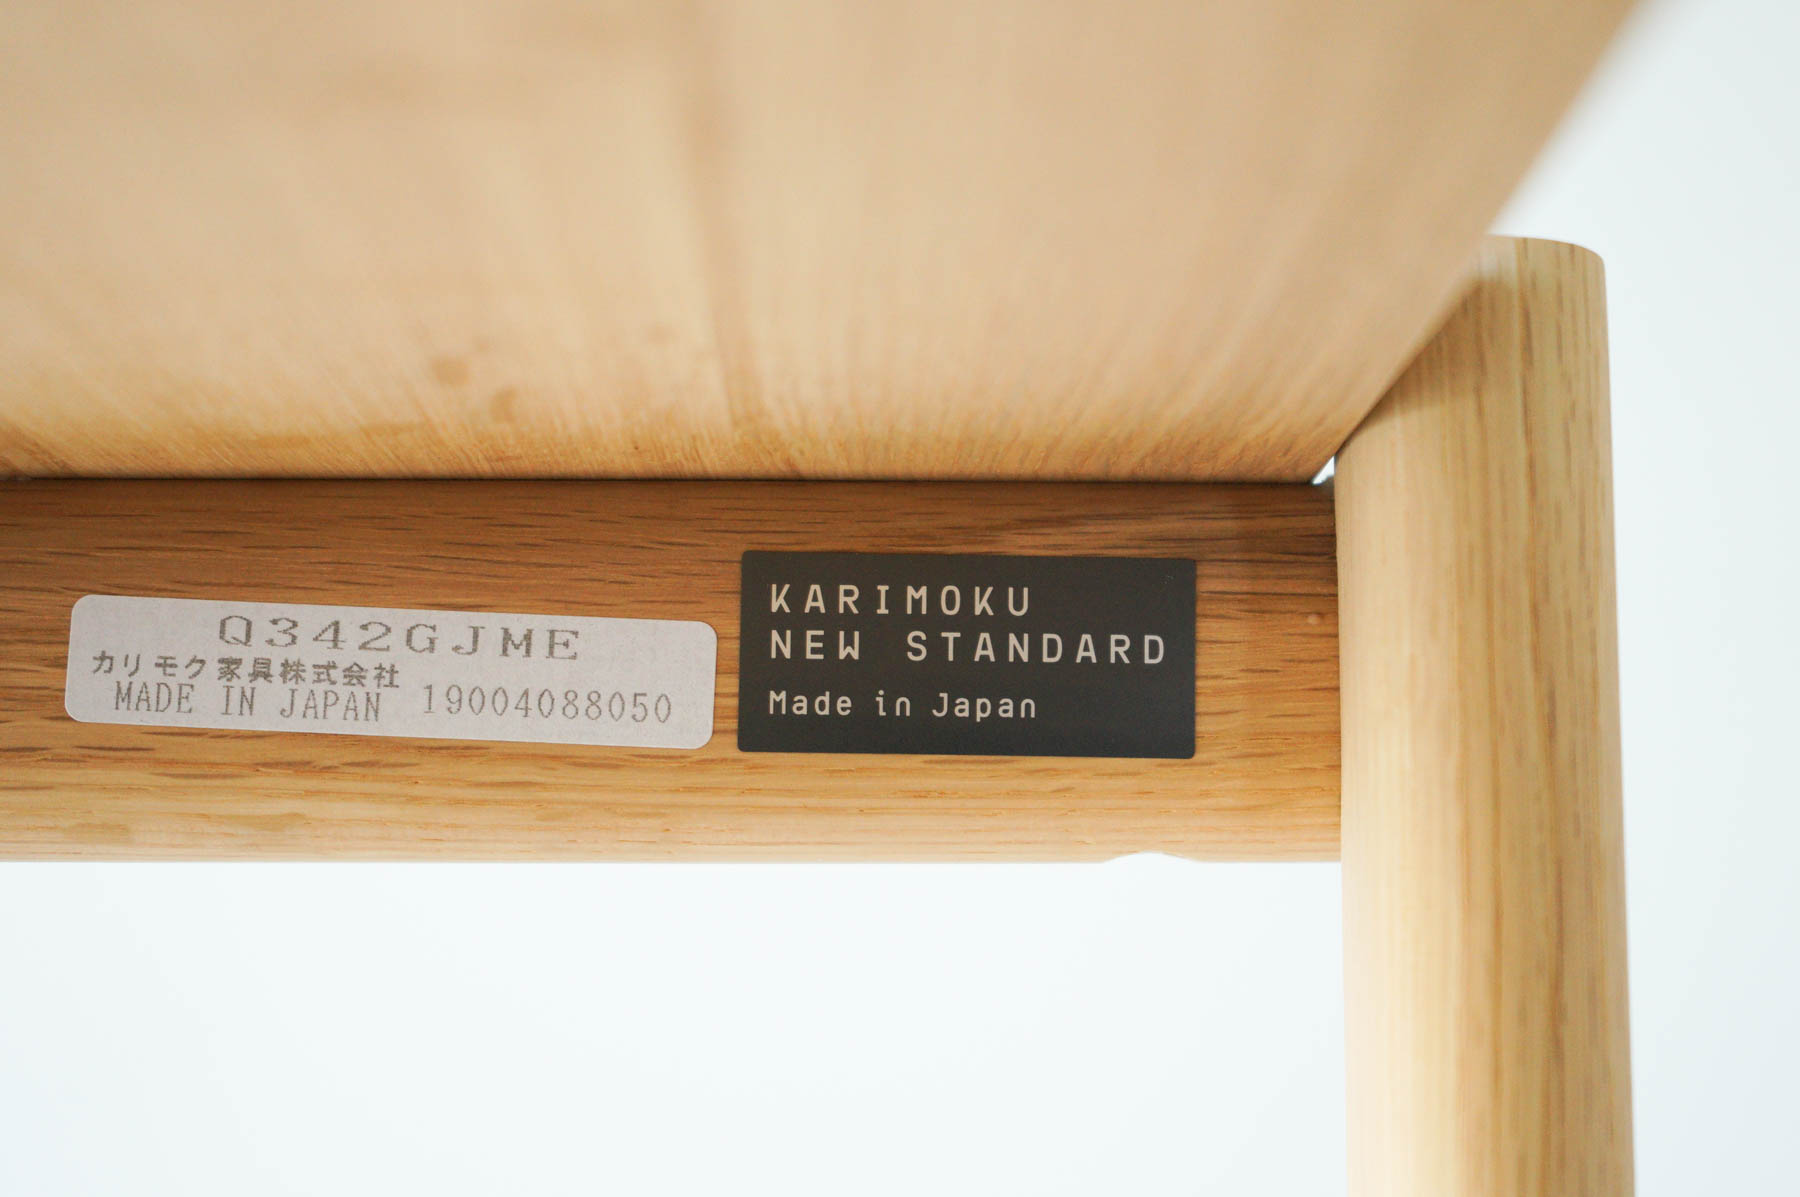 Q342GJME
カリモク家具株式会社
MADE IN JAPAN 19004088050
KARIMOKU
NEW STANDARD
Made in Japan